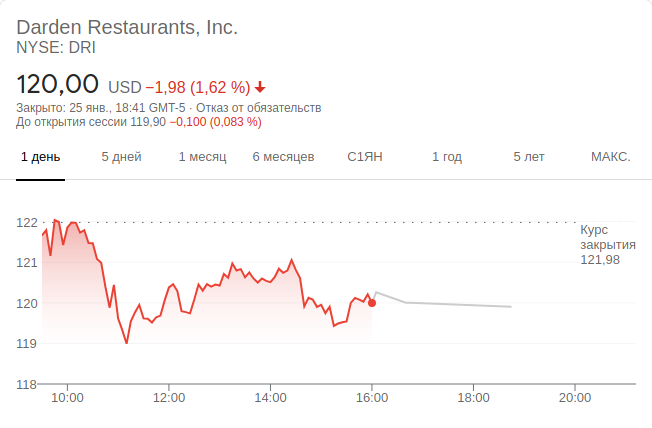 Darden Restaurants, Inc.
NYSE: DRI
120,00 USD −1,98 (1,62 %)
Закрыто: 25 янв., 18:41 GMT-5 · Отказ от обязательств
До открытия сессии 119,90 −0,100 (0,083 %)
1 день 5 дней 1 месяц 6 месяцев С1ЯН 1 год 5 лет МАКС.
122
Курс
закрытия
121,98
121
120
119
118
10:00 12:00 14:00 16:00 18:00 20:00